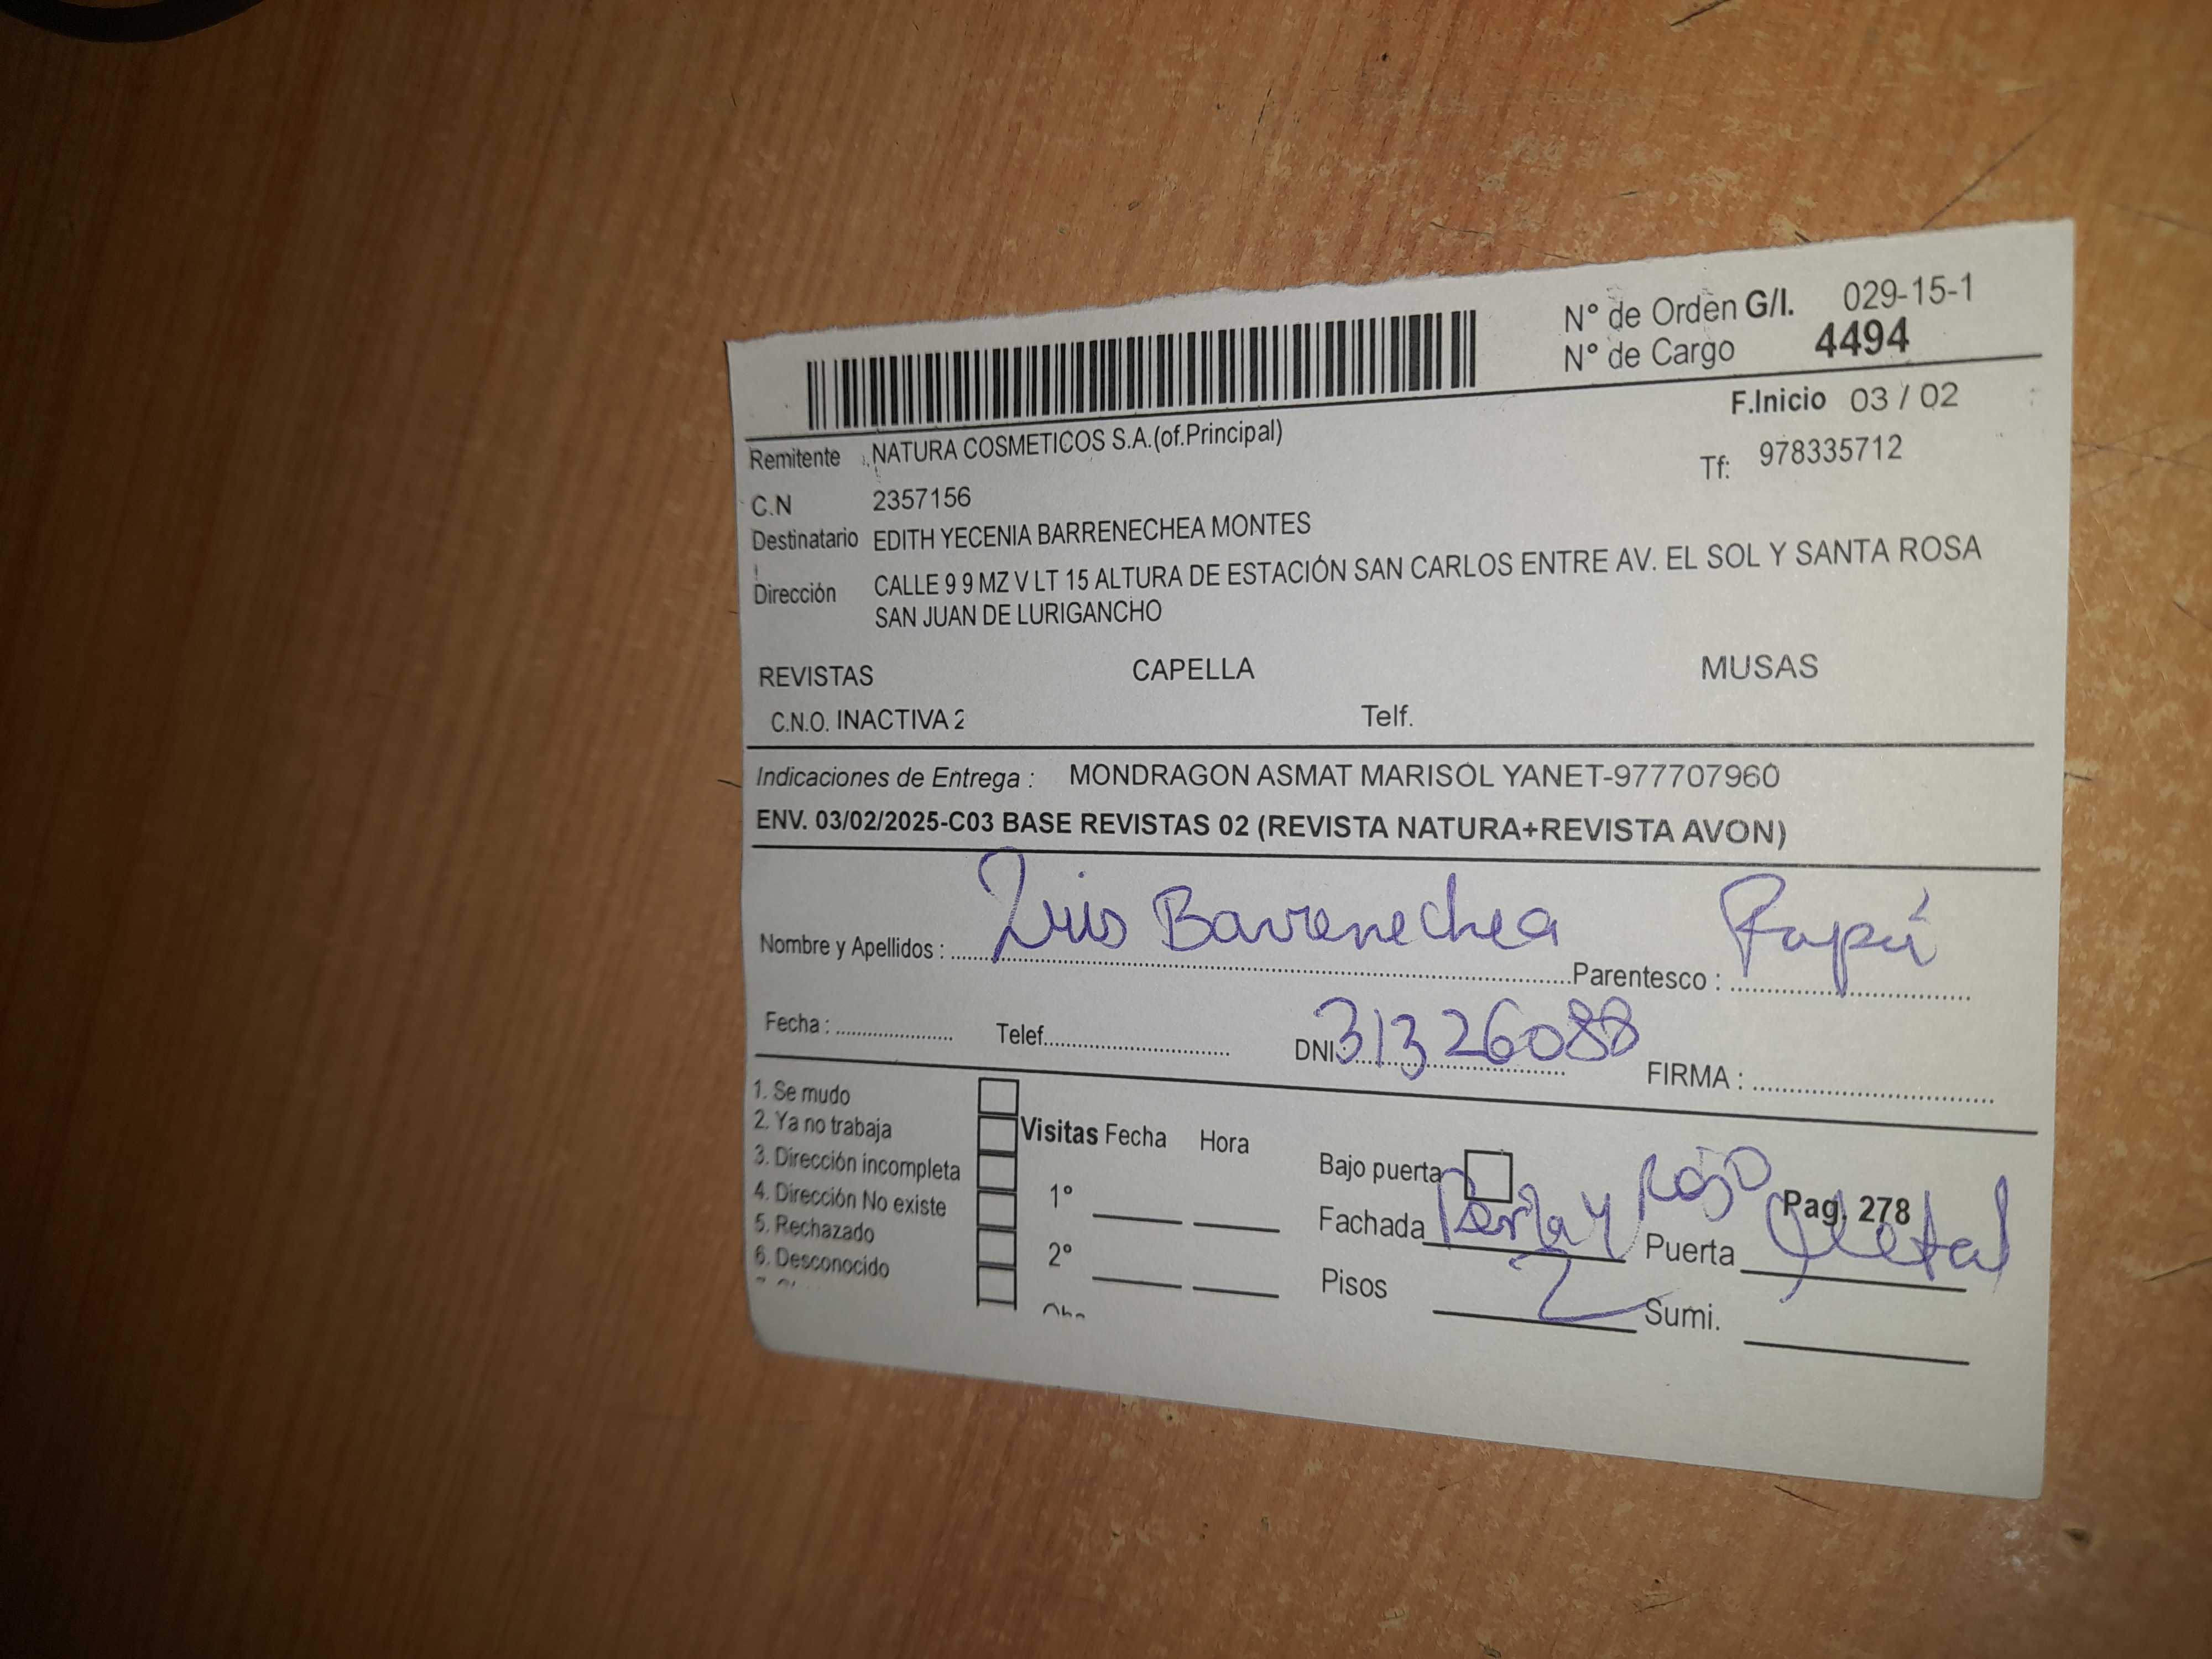 N° de Orden G/I. 029-15-1
N° de Cargo 4494
F.Inicio 03 / 02
Remitente NATURA COSMETICOS S.A.(of.Principal)
Tf: 978335712
C.N 2357156
Destinatario EDITH YECENIA BARRENECHEA MONTES
Dirección CALLE 9 9 MZ V LT 15 ALTURA DE ESTACIÓN SAN CARLOS ENTRE AV. EL SOL Y SANTA ROSA
SAN JUAN DE LURIGANCHO
REVISTAS CAPELLA MUSAS
C.N.O. INACTIVA 2 Telf.
Indicaciones de Entrega : MONDRAGON ASMAT MARISOL YANET-977707960
ENV. 03/02/2025-C03 BASE REVISTAS 02 (REVISTA NATURA+REVISTA AVON)
Nombre y Apellidos : Luis Barrenechea Parentesco : Papá
Fecha : Telef. DNI: 31326088 FIRMA :
1. Se mudo
2. Ya no trabaja
3. Dirección incompleta
4. Dirección No existe
5. Rechazado
6. Desconocido
Visitas Fecha Hora
1°
2°
Bajo puerta
Pag. 278
Fachada Perla y Rojo Puerta Metal
Pisos 2 Sumi.